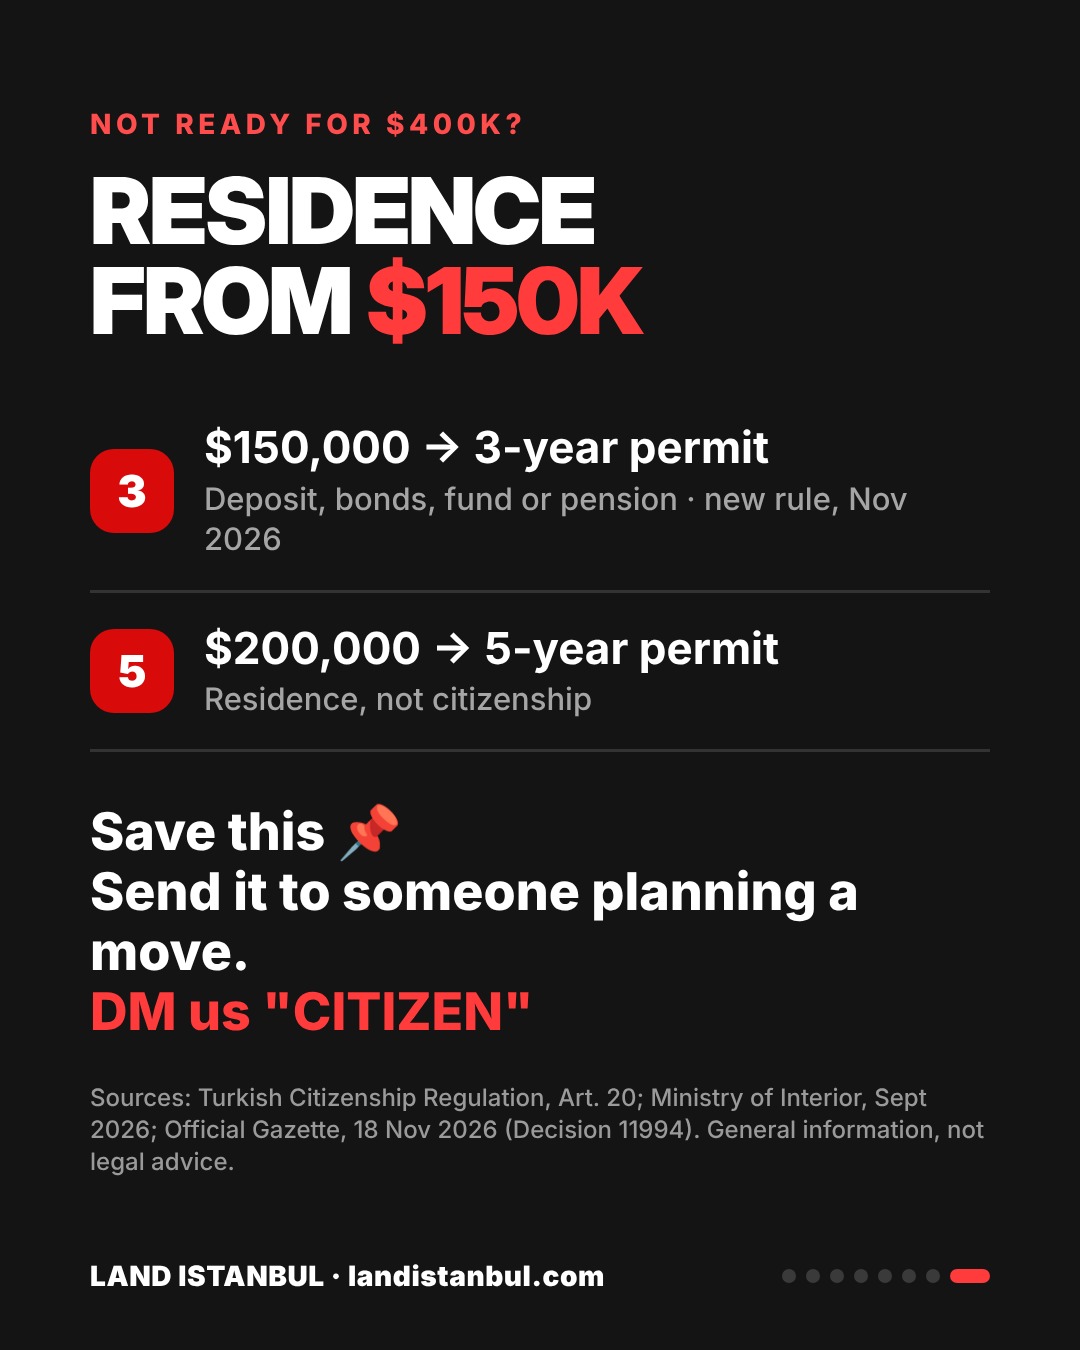 NOT READY FOR $400K?
RESIDENCE
FROM $150K
3
$150,000 → 3-year permit
Deposit, bonds, fund or pension · new rule, Nov
2026
5
$200,000 → 5-year permit
Residence, not citizenship
Save this 📌
Send it to someone planning a
move.
DM us "CITIZEN"
Sources: Turkish Citizenship Regulation, Art. 20; Ministry of Interior, Sept
2026; Official Gazette, 18 Nov 2026 (Decision 11994). General information, not
legal advice.
LAND ISTANBUL · landistanbul.com